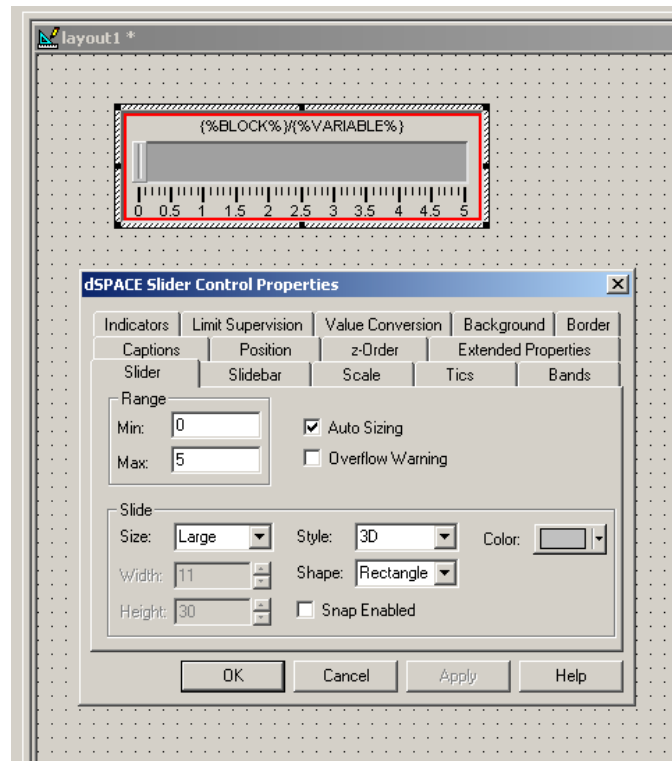 layout1 *
{%BLOCK%}/{%VARIABLE%}
0 0.5 1 1.5 2 2.5 3 3.5 4 4.5 5
dSPACE Slider Control Properties
Indicators Limit Supervision Value Conversion Background Border
Captions Position z-Order Extended Properties
Slider Slidebar Scale Tics Bands
Range
Min: 0
Auto Sizing
Max: 5
Overflow Warning
Slide
Size: Large Style: 3D Color:
Width: 11 Shape: Rectangle
Height: 30 Snap Enabled
OK Cancel Apply Help